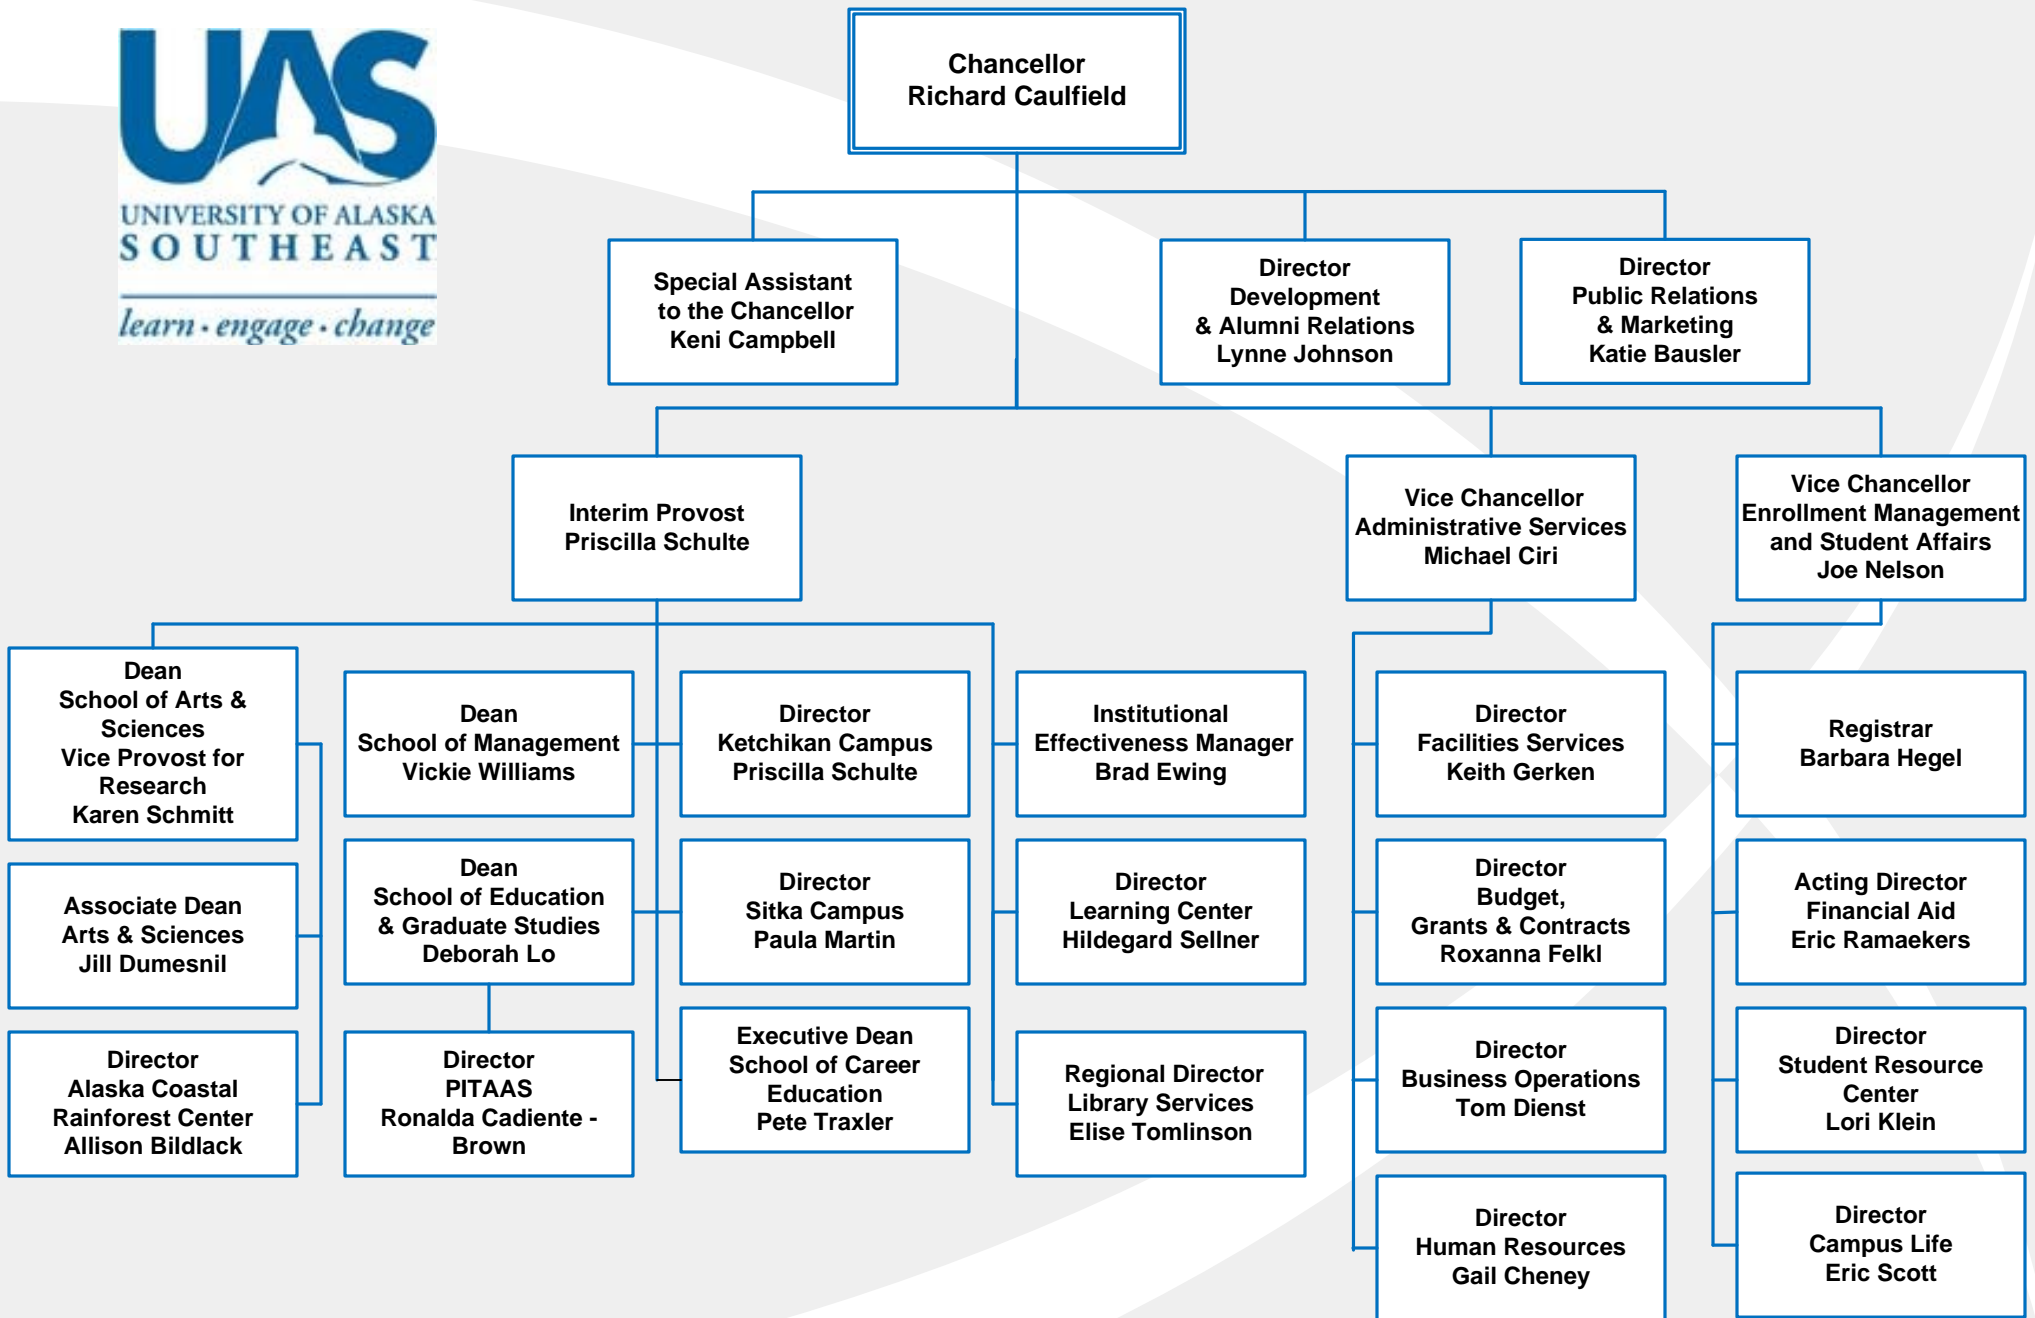 UAS
UNIVERSITY OF ALASKA
SOUTHEAST
learn · engage · change
Chancellor
Richard Caulfield
Special Assistant
to the Chancellor
Keni Campbell
Director
Development
& Alumni Relations
Lynne Johnson
Director
Public Relations
& Marketing
Katie Bausler
Interim Provost
Priscilla Schulte
Vice Chancellor
Administrative Services
Michael Ciri
Vice Chancellor
Enrollment Management
and Student Affairs
Joe Nelson
Dean
School of Arts &
Sciences
Vice Provost for
Research
Karen Schmitt
Dean
School of Management
Vickie Williams
Director
Ketchikan Campus
Priscilla Schulte
Institutional
Effectiveness Manager
Brad Ewing
Director
Facilities Services
Keith Gerken
Registrar
Barbara Hegel
Associate Dean
Arts & Sciences
Jill Dumesnil
Dean
School of Education
& Graduate Studies
Deborah Lo
Director
Sitka Campus
Paula Martin
Director
Learning Center
Hildegard Sellner
Director
Budget,
Grants & Contracts
Roxanna Felkl
Acting Director
Financial Aid
Eric Ramaekers
Director
Alaska Coastal
Rainforest Center
Allison Bildlack
Director
PITAAS
Ronalda Cadiente -
Brown
Executive Dean
School of Career
Education
Pete Traxler
Regional Director
Library Services
Elise Tomlinson
Director
Business Operations
Tom Dienst
Director
Student Resource
Center
Lori Klein
Director
Human Resources
Gail Cheney
Director
Campus Life
Eric Scott